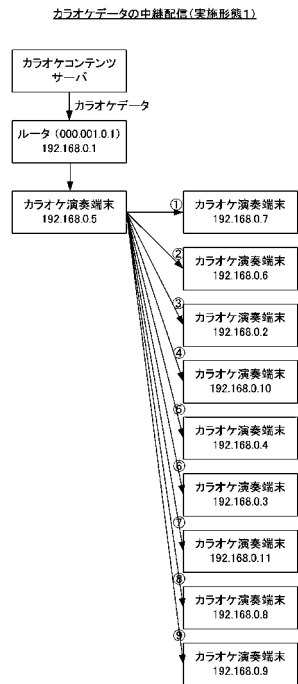 カラオケデータの中継配信(実施形態1)
カラオケコンテンツ
サーバ
カラオケデータ
ルータ (000.001.0.1)
192.168.0.1
カラオケ演奏端末
192.168.0.5
①
カラオケ演奏端末
192.168.0.7
②
カラオケ演奏端末
192.168.0.6
③
カラオケ演奏端末
192.168.0.2
④
カラオケ演奏端末
192.168.0.10
⑤
カラオケ演奏端末
192.168.0.4
⑥
カラオケ演奏端末
192.168.0.3
⑦
カラオケ演奏端末
192.168.0.11
⑧
カラオケ演奏端末
192.168.0.8
⑨
カラオケ演奏端末
192.168.0.9